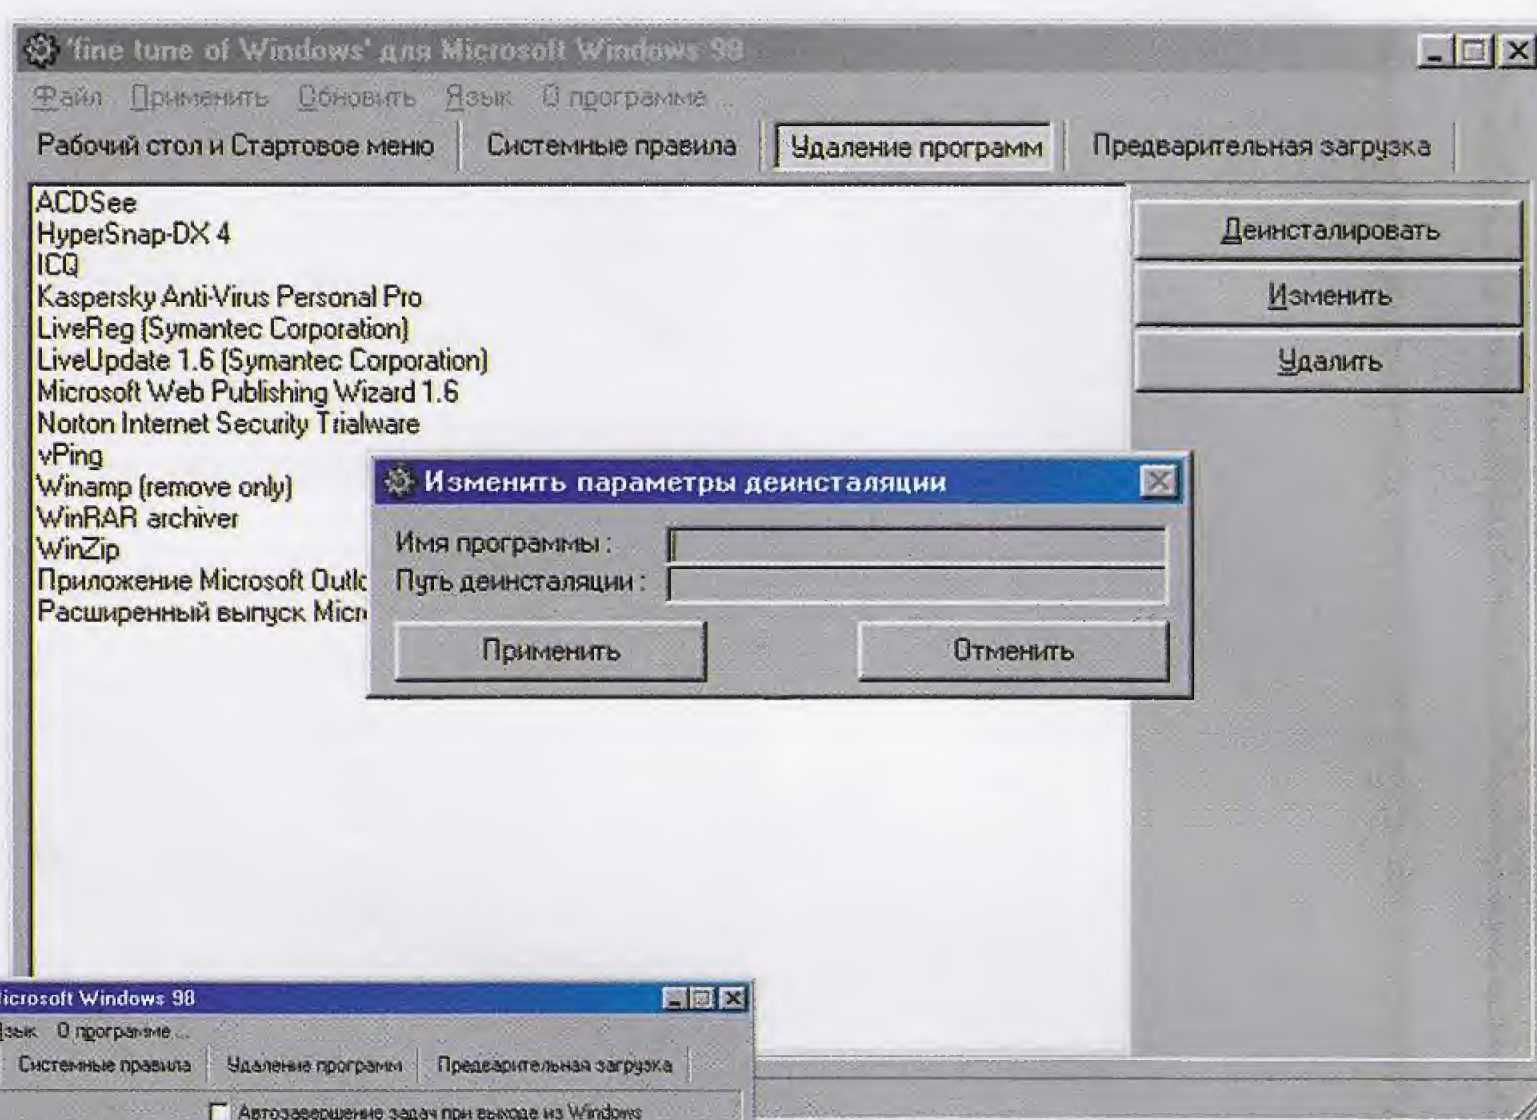 'fine tune of Windows' для Microsoft Windows 98
Файл Применить Обновить Язык О программе ...
Рабочий стол и Стартовое меню Системные правила Удаление программ Предварительная загрузка
ACDSee
HyperSnap-DX 4
ICQ
Kaspersky Anti-Virus Personal Pro
LiveReg (Symantec Corporation)
LiveUpdate 1.6 (Symantec Corporation)
Microsoft Web Publishing Wizard 1.6
Norton Internet Security Trialware
vPing
Winamp (remove only)
WinRAR archiver
WinZip
Приложение Microsoft Outlo
Расширенный выпуск Micr
Деинсталировать
Изменить
Удалить
Изменить параметры деинсталяции
Имя программы :
Путь деинсталяции :
Применить Отменить
Microsoft Windows 98
Язык О программе ...
Системные правила Удаление программ Предварительная загрузка
Автозавершение задач при выходе из Windows